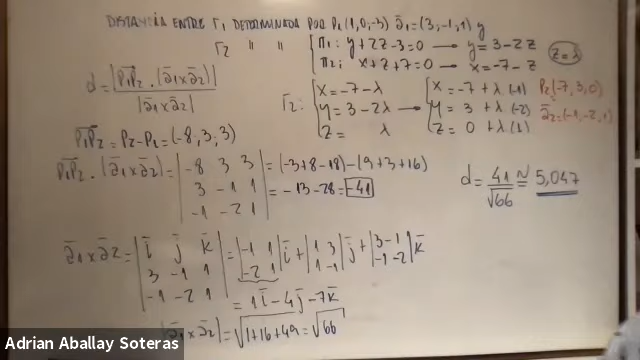 DISTANCIA ENTRE r1 DETERMINADA POR P1(1,0,-3) ā1=(3,-1,1) y
r2 " " { π1: y+2z-3=0 → y=3-2z
π2: x+z+7=0 → x=-7-z
z=λ
d= |P1P2 . (ā1×ā2)| / |ā1×ā2|
r2: { x=-7-λ
y=3-2λ
z= λ
→ { x=-7+λ(-1)
y= 3 +λ(-2)
z= 0 +λ(1)
P2(-7,3,0)
ā2=(-1,-2,1)
P1P2=P2-P1=(-8,3,3)
P1P2 . (ā1×ā2)= |-8 3 3| = (-3+8-18)-(9+3+16)
|3 -1 1| = -13-28=-41
|-1 -2 1|
d= 41/√66 ≅ 5,047
ā1×ā2= |i j k| = |-1 1| i + |1 3| j + |3 -1| k
|3 -1 1| |-2 1| |1 -1| |-1 -2|
|-1 -2 1|
= 1i-4j-7k
|ā1×ā2|=√1+16+49=√66
Adrian Aballay Soteras